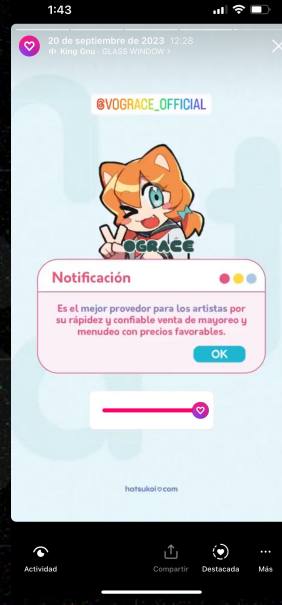 1:43
20 de septiembre de 2023 12:28
King Gnu · GLASS WINDOW >
@VOGRACE_OFFICIAL
VOGRACE
Notificación
Es el mejor provedor para los artistas por
su rápidez y confiable venta de mayoreo y
menudeo con precios favorables.
OK
hatsukoi♡com
Actividad
Compartir
Destacada
Más